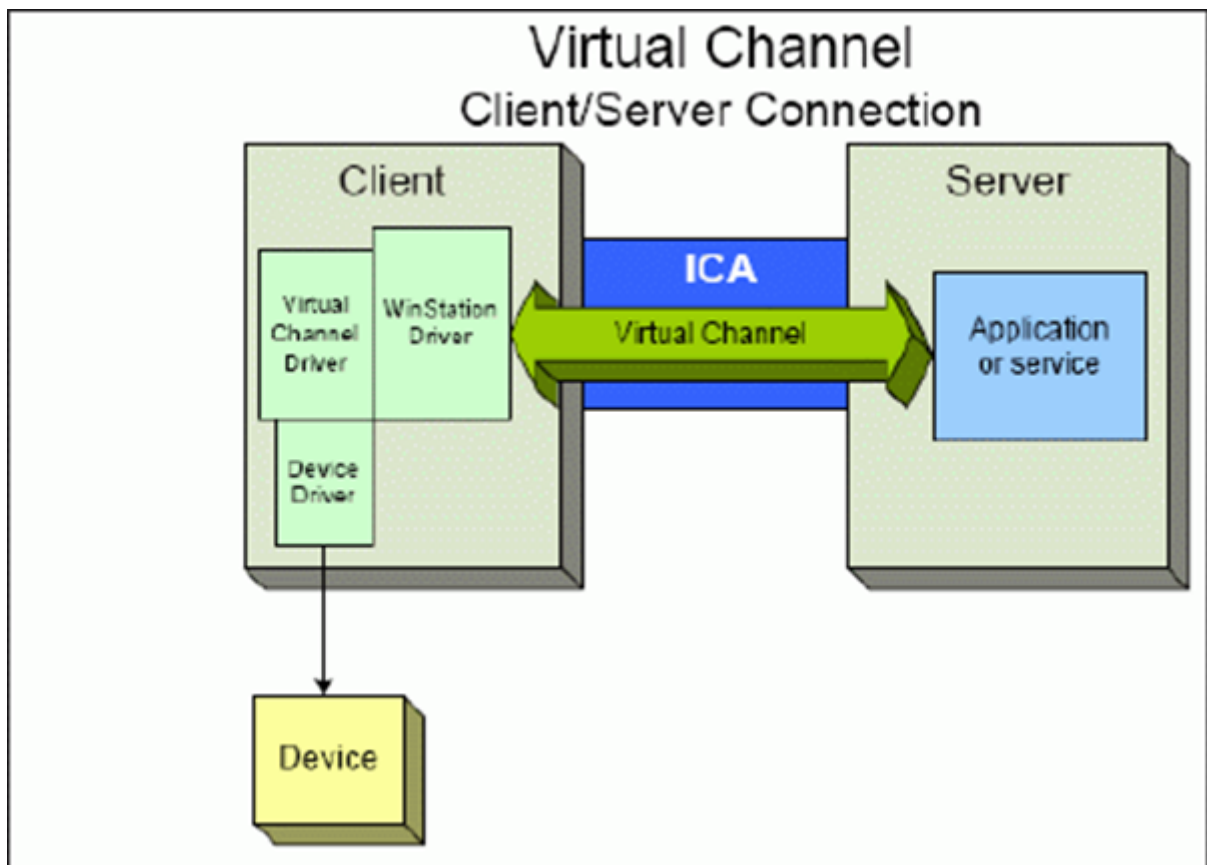 Virtual Channel
Client/Server Connection
Client
Server
ICA
Virtual
Channel
Driver
WinStation
Driver
Virtual Channel
Application
or service
Device
Driver
Device